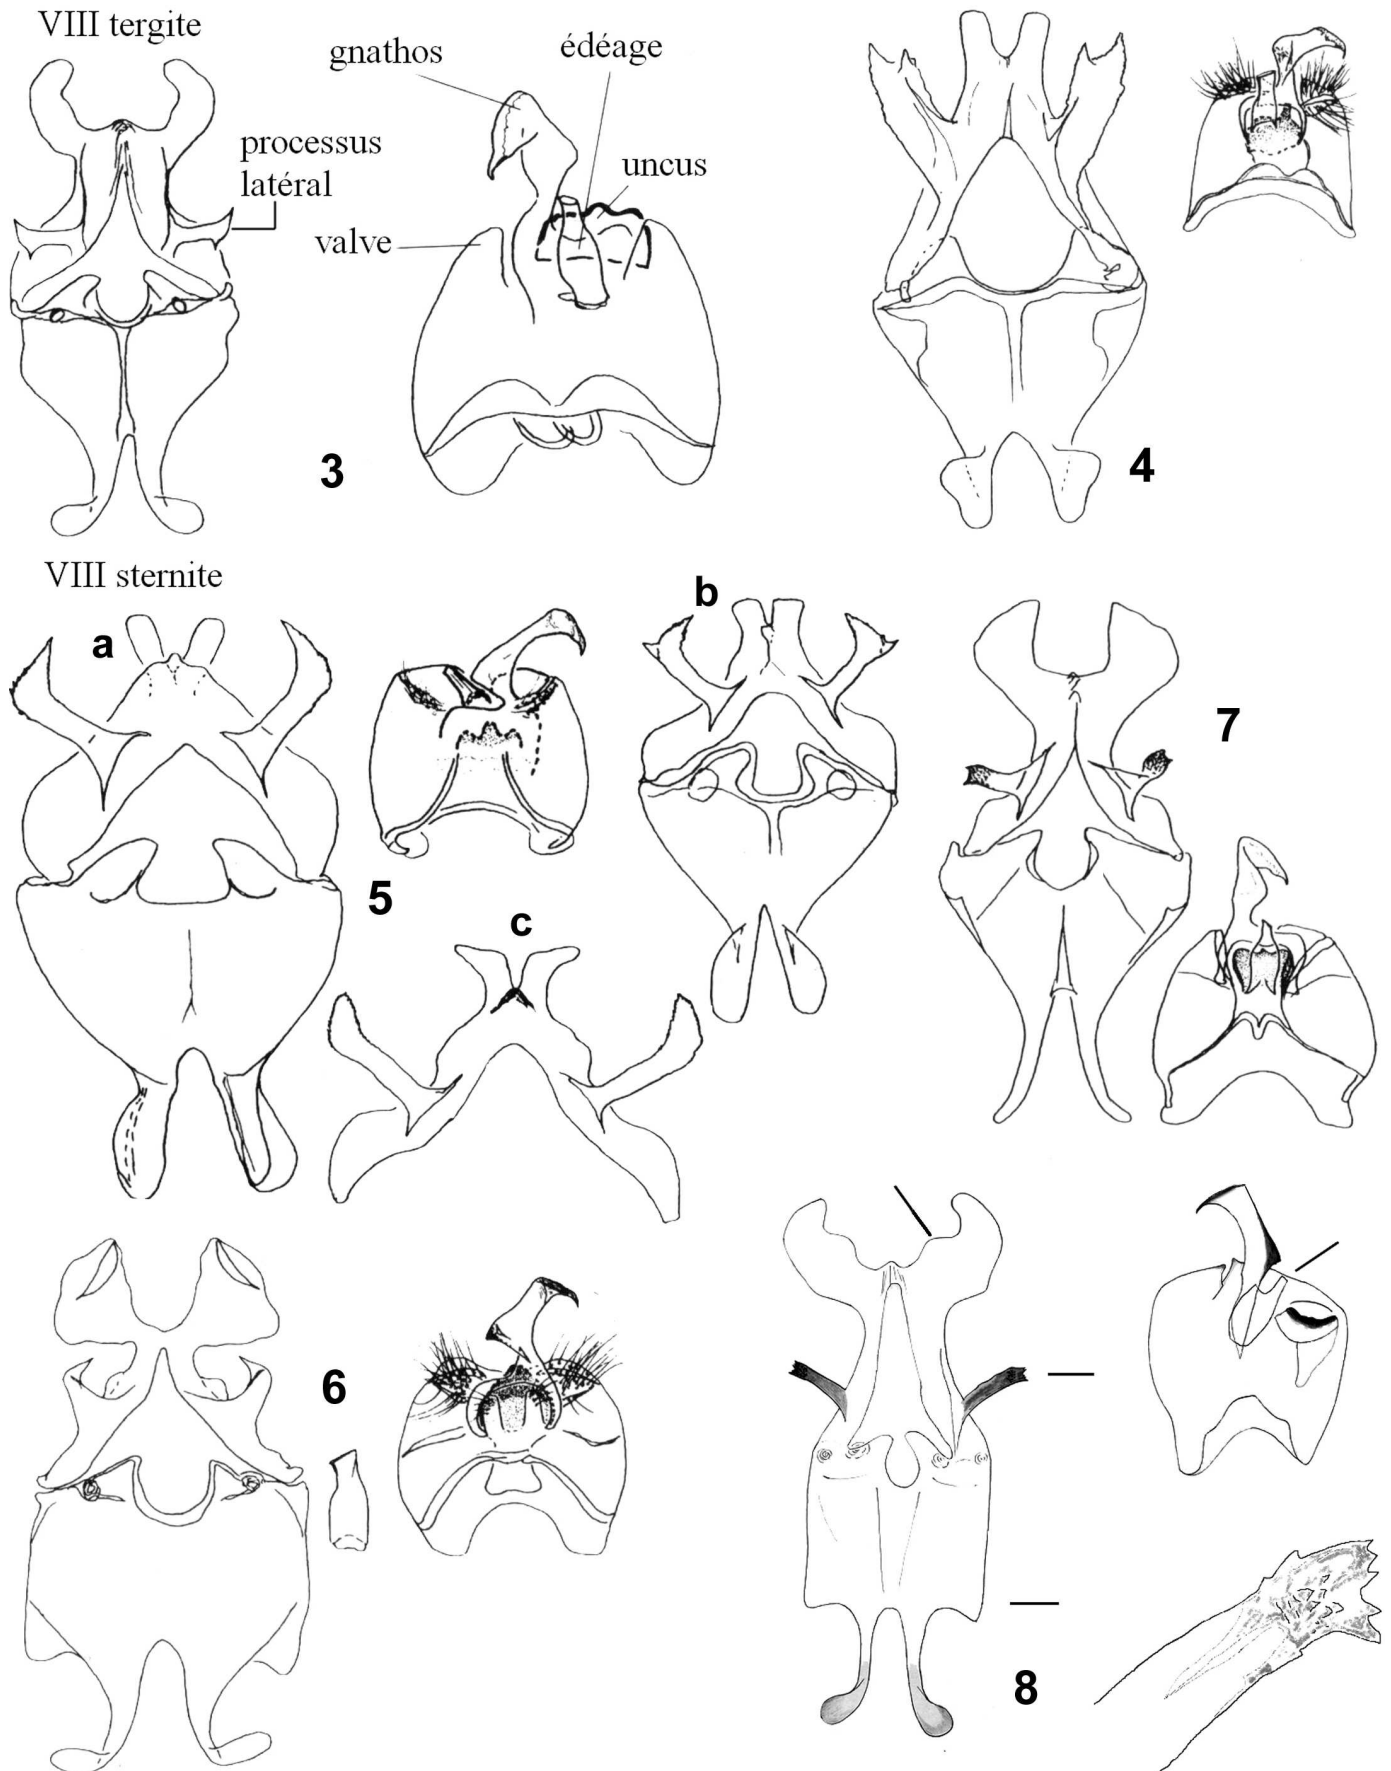 VIII tergite
gnathos
édéage
processus
latéral
uncus
valve
3
4
VIII sternite
a
b
5
c
7
6
8